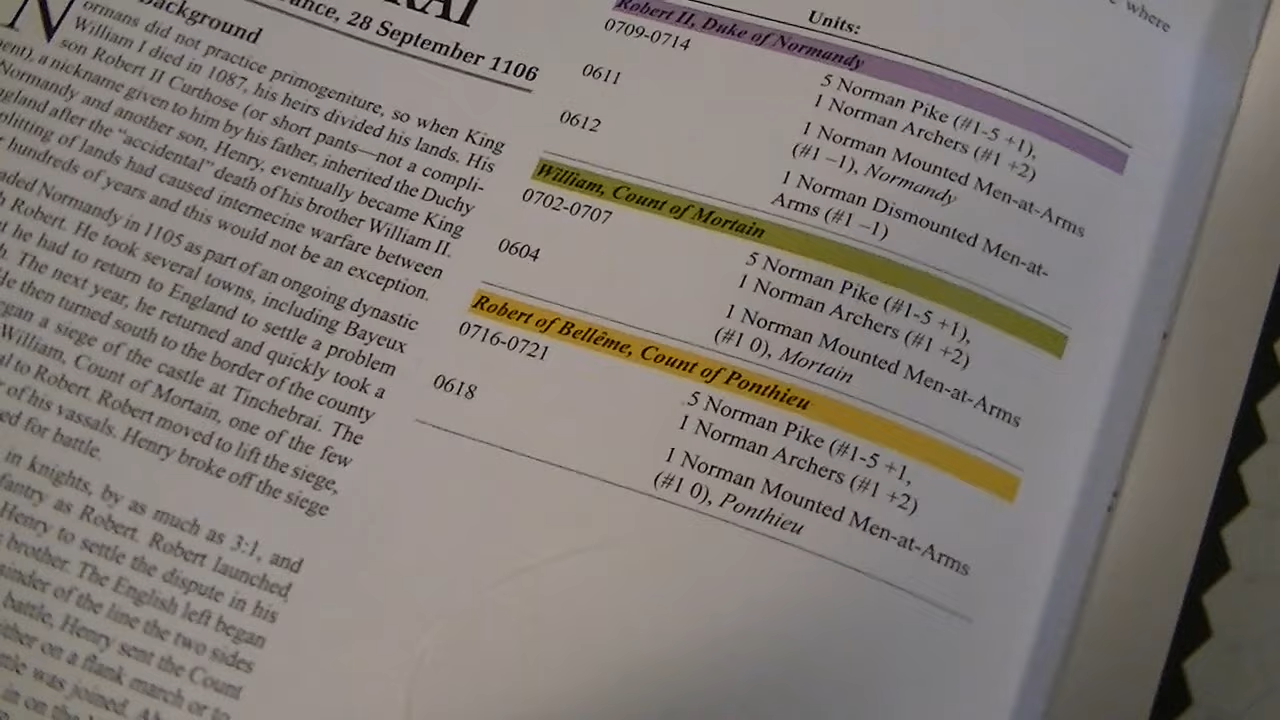 RAI
ance, 28 September 1106
Background
Normans did not practice primogeniture, so when King
William I died in 1087, his heirs divided his lands. His
son Robert II Curthose (or short pants—not a compli-
ment), a nickname given to him by his father, inherited the Duchy
Normandy and another son, Henry, eventually became King
ngland after the "accidental" death of his brother William II.
plitting of lands had caused internecine warfare between
hundreds of years and this would not be an exception.
aded Normandy in 1105 as part of an ongoing dynastic
h Robert. He took several towns, including Bayeux
t he had to return to England to settle a problem
h. The next year, he returned and quickly took a
He then turned south to the border of the county
gan a siege of the castle at Tinchebrai. The
William, Count of Mortain, one of the few
al to Robert. Robert moved to lift the siege,
r of his vassals. Henry broke off the siege
ed for battle.
in knights, by as much as 3:1, and
fantry as Robert. Robert launched
Henry to settle the dispute in his
brother. The English left began
ainder of the line the two sides
battle, Henry sent the Count
ither on a flank march or to
tle was joined.
in on the
where
Units:
Robert II, Duke of Normandy
0709-0714 5 Norman Pike (#1-5 +1),
1 Norman Archers (#1 +2)
0611 1 Norman Mounted Men-at-Arms
(#1 –1), Normandy
0612 1 Norman Dismounted Men-at-
Arms (#1 –1)
William, Count of Mortain
0702-0707 5 Norman Pike (#1-5 +1),
1 Norman Archers (#1 +2)
0604 1 Norman Mounted Men-at-Arms
(#1 0), Mortain
Robert of Bellême, Count of Ponthieu
0716-0721 5 Norman Pike (#1-5 +1,
1 Norman Archers (#1 +2)
0618 1 Norman Mounted Men-at-Arms
(#1 0), Ponthieu